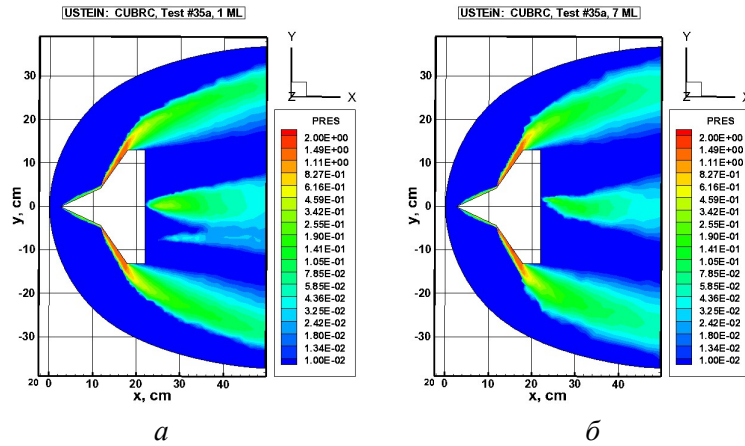 USTEIN: CUBRC, Test #35a, 1 ML
Y
Z
X
30
20
10
0
-10
-20
-30
y, cm
20
0
10
20
30
40
x, cm
PRES
2.00E+00
1.49E+00
1.11E+00
8.27E-01
6.16E-01
4.59E-01
3.42E-01
2.55E-01
1.90E-01
1.41E-01
1.05E-01
7.85E-02
5.85E-02
4.36E-02
3.25E-02
2.42E-02
1.80E-02
1.34E-02
1.00E-02
а
USTEiN: CUBRC, Test #35a, 7 ML
Y
Z
X
30
20
10
0
-10
-20
-30
y, cm
20
0
10
20
30
40
x, cm
PRES
2.00E+00
1.49E+00
1.11E+00
8.27E-01
6.16E-01
4.59E-01
3.42E-01
2.55E-01
1.90E-01
1.41E-01
1.05E-01
7.85E-02
5.85E-02
4.36E-02
3.25E-02
2.42E-02
1.80E-02
1.34E-02
1.00E-02
б